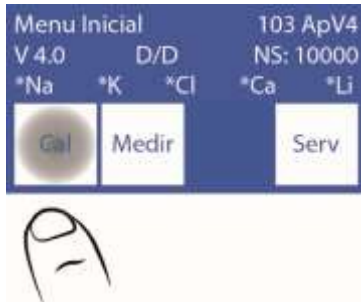 Menu Inicial 103 ApV4
V 4.0 D/D NS: 10000
*Na *K *Cl *Ca *Li
Cal Medir Serv